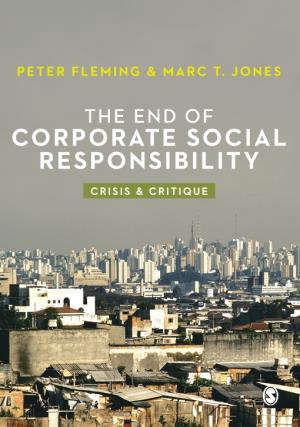 PETER FLEMING & MARC T. JONES
THE END OF
CORPORATE SOCIAL
RESPONSIBILITY
CRISIS & CRITIQUE